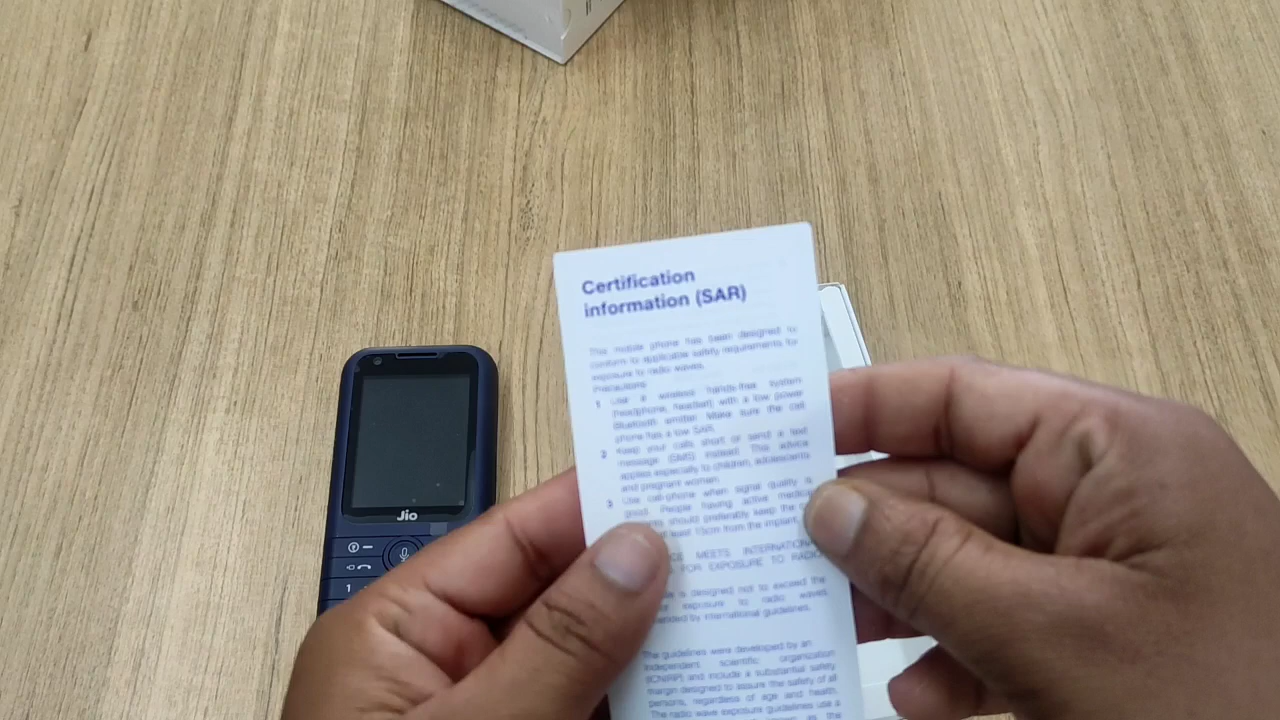 Certification
information (SAR)
This mobile phone has been designed to
conform to applicable safety requirements for
exposure to radio waves.
Precautions
1 Use a wireless hands-free system
(headphone, headset) with a low power
Bluetooth emitter. Make sure the cell
phone has a low SAR.
2 Keep your calls short or send a text
message (SMS) instead. This advice
applies especially to children, adolescents
and pregnant women.
3 Use cell-phone when signal quality is
good. People having active medical
should preferably keep the
least 15cm from the implant.
MEETS INTERNATIONAL
FOR EXPOSURE TO RADIO
is designed not to exceed the
exposure to radio waves
by international guidelines.
The guidelines were developed by an
independent scientific organization
(ICNIRP) and include a substantial safety
margin designed to assure the safety of all
persons, regardless of age and health.
The radio wave exposure guidelines use a
as the
Jio
1